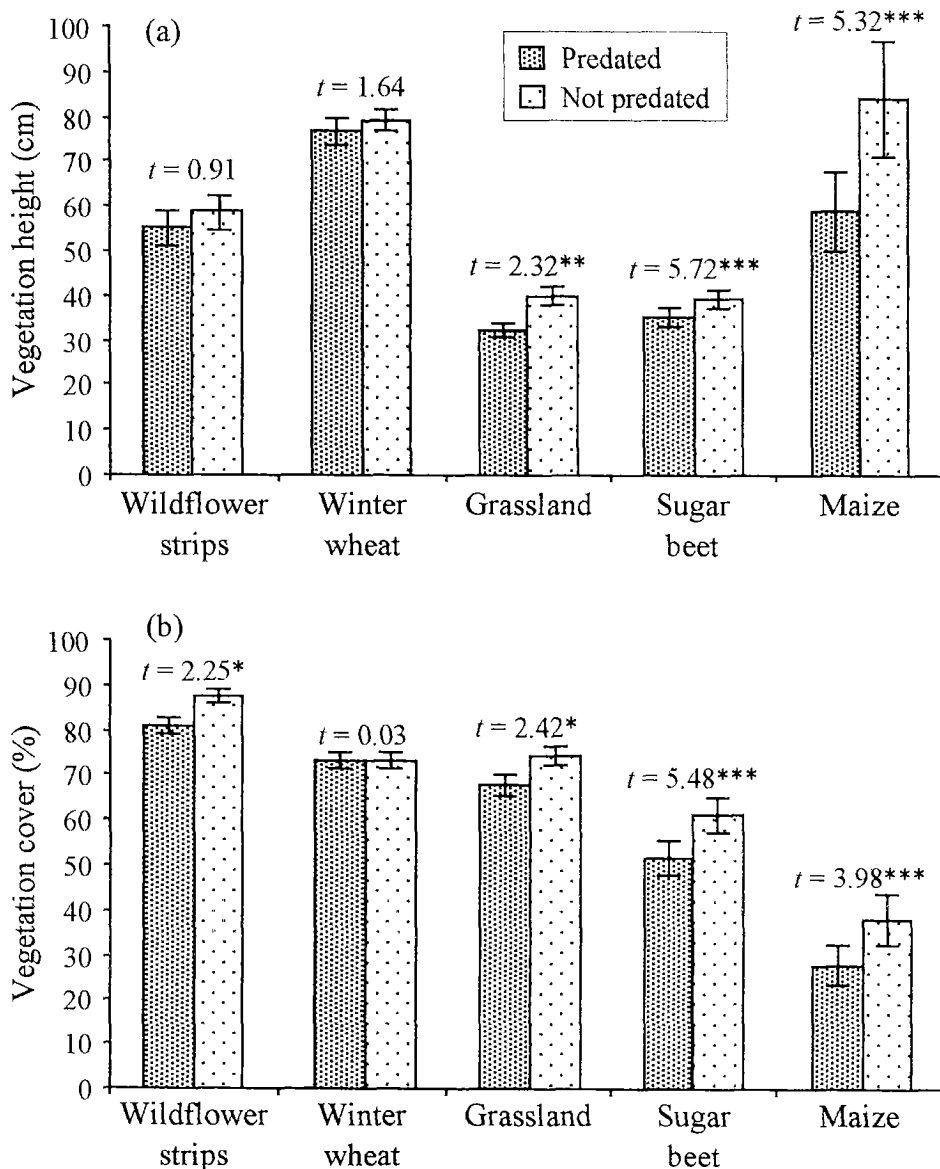 (a)
Predated
Not predated
Vegetation height (cm)
100
90
80
70
60
50
40
30
20
10
0
t = 0.91
t = 1.64
t = 2.32**
t = 5.72***
t = 5.32***
Wildflower strips
Winter wheat
Grassland
Sugar beet
Maize
(b)
Vegetation cover (%)
100
90
80
70
60
50
40
30
20
10
0
t = 2.25*
t = 0.03
t = 2.42*
t = 5.48***
t = 3.98***
Wildflower strips
Winter wheat
Grassland
Sugar beet
Maize